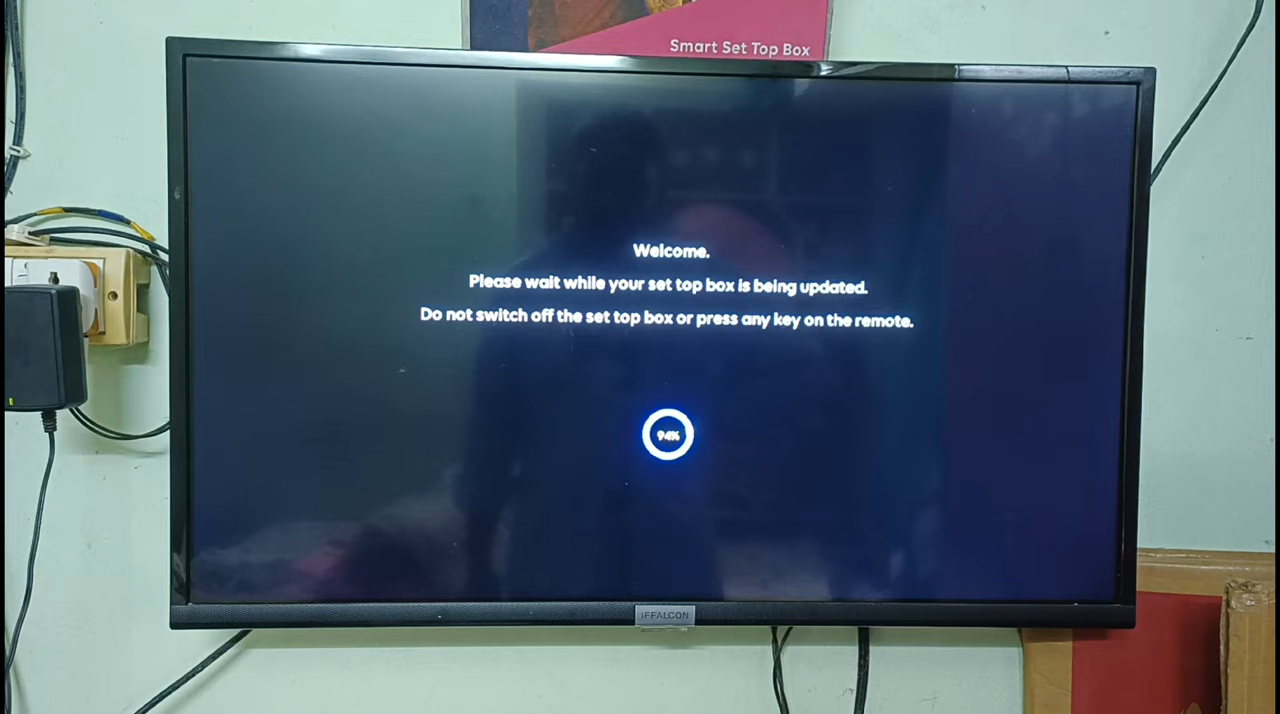 Smart Set Top Box
Welcome.
Please wait while your set top box is being updated.
Do not switch off the set top box or press any key on the remote.
94%
iFFALCON